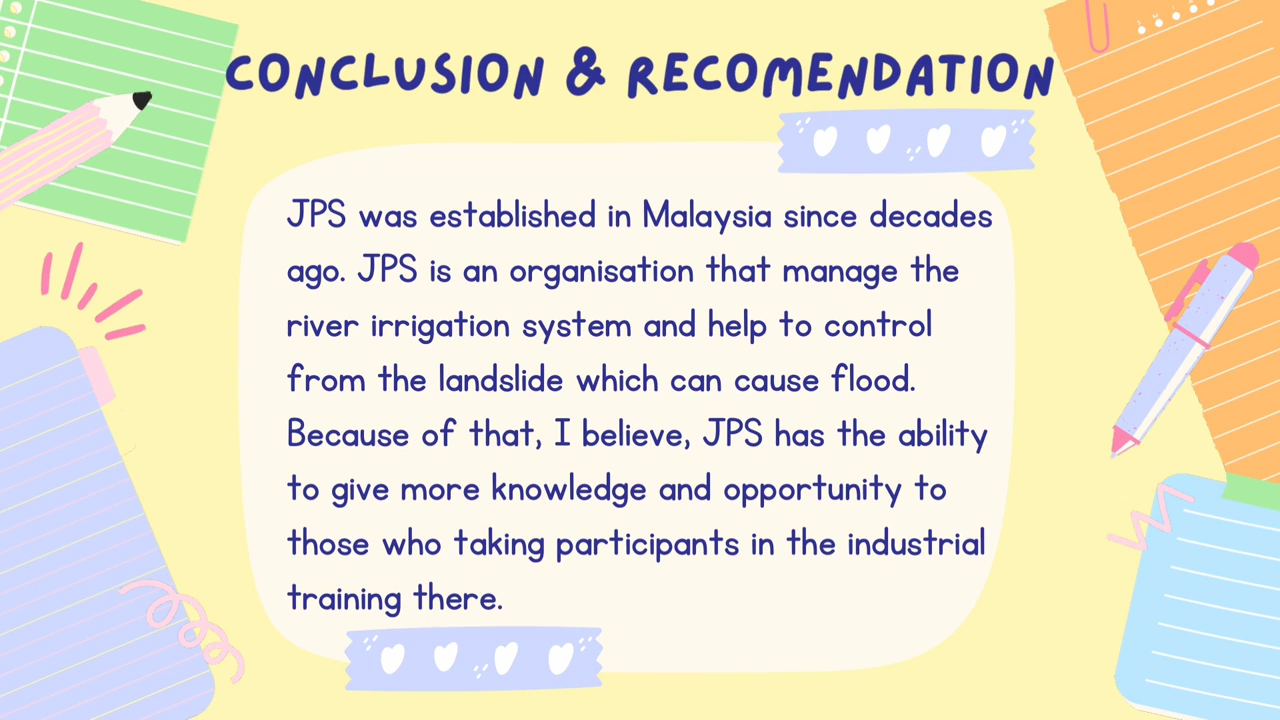 CONCLUSION & RECOMENDATION
JPS was established in Malaysia since decades
ago. JPS is an organisation that manage the
river irrigation system and help to control
from the landslide which can cause flood.
Because of that, I believe, JPS has the ability
to give more knowledge and opportunity to
those who taking participants in the industrial
training there.